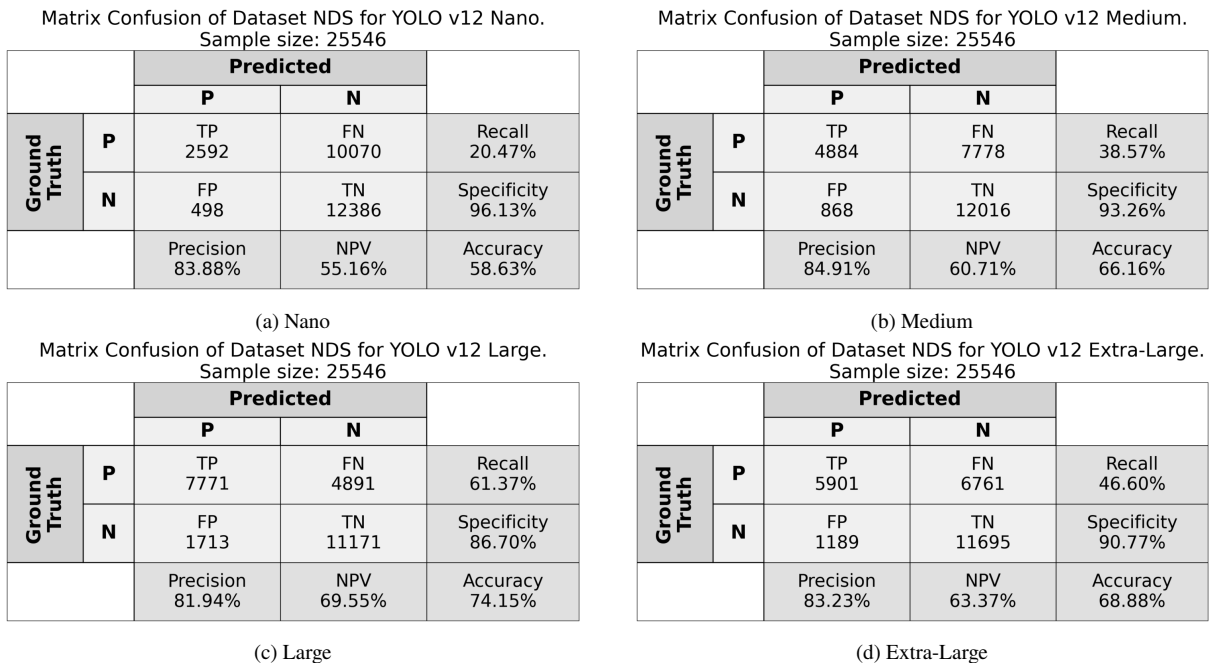 Matrix Confusion of Dataset NDS for YOLO v12 Nano.
Sample size: 25546
Predicted
P N
Ground
Truth
P
TP FN Recall
2592 10070 20.47%
N
FP TN Specificity
498 12386 96.13%
Precision NPV Accuracy
83.88% 55.16% 58.63%
(a) Nano
Matrix Confusion of Dataset NDS for YOLO v12 Medium.
Sample size: 25546
Predicted
P N
Ground
Truth
P
TP FN Recall
4884 7778 38.57%
N
FP TN Specificity
868 12016 93.26%
Precision NPV Accuracy
84.91% 60.71% 66.16%
(b) Medium
Matrix Confusion of Dataset NDS for YOLO v12 Large.
Sample size: 25546
Predicted
P N
Ground
Truth
P
TP FN Recall
7771 4891 61.37%
N
FP TN Specificity
1713 11171 86.70%
Precision NPV Accuracy
81.94% 69.55% 74.15%
(c) Large
Matrix Confusion of Dataset NDS for YOLO v12 Extra-Large.
Sample size: 25546
Predicted
P N
Ground
Truth
P
TP FN Recall
5901 6761 46.60%
N
FP TN Specificity
1189 11695 90.77%
Precision NPV Accuracy
83.23% 63.37% 68.88%
(d) Extra-Large